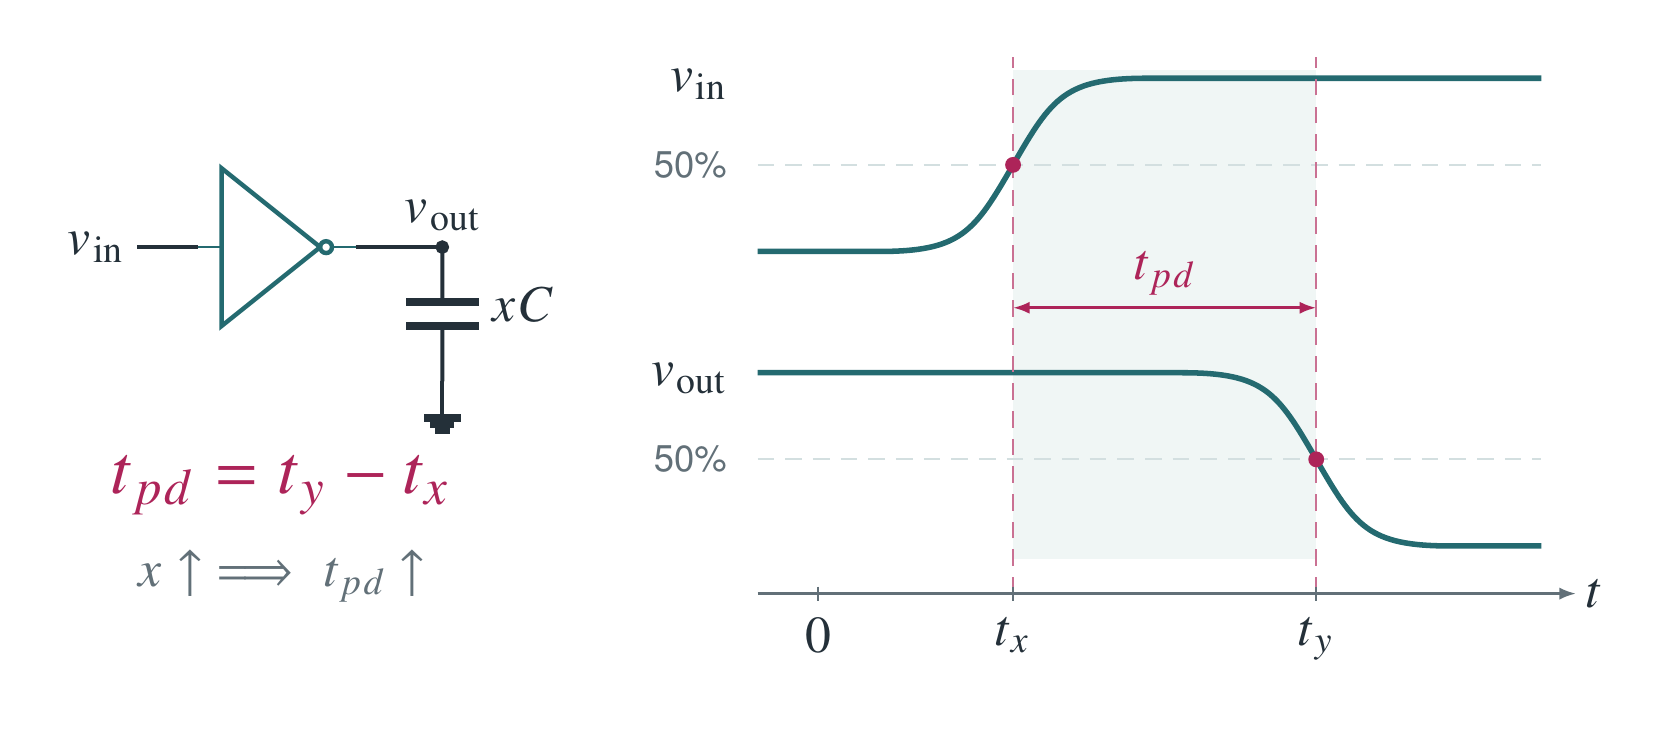 v_in
v_out
xC
t_pd = t_y − t_x
x ↑ ⟹ t_pd ↑
v_in
50%
t_pd
v_out
50%
t
0 t_x t_y